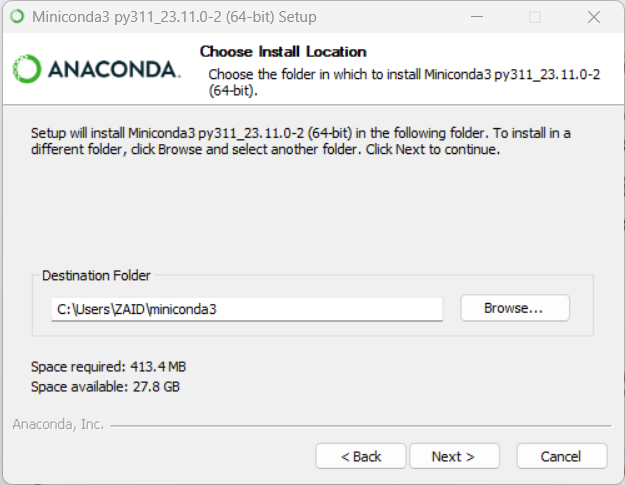 Miniconda3 py311_23.11.0-2 (64-bit) Setup
ANACONDA.
Choose Install Location
Choose the folder in which to install Miniconda3 py311_23.11.0-2
(64-bit).
Setup will install Miniconda3 py311_23.11.0-2 (64-bit) in the following folder. To install in a
different folder, click Browse and select another folder. Click Next to continue.
Destination Folder
C:\Users\ZAID\miniconda3
Browse...
Space required: 413.4 MB
Space available: 27.8 GB
Anaconda, Inc.
< Back
Next >
Cancel